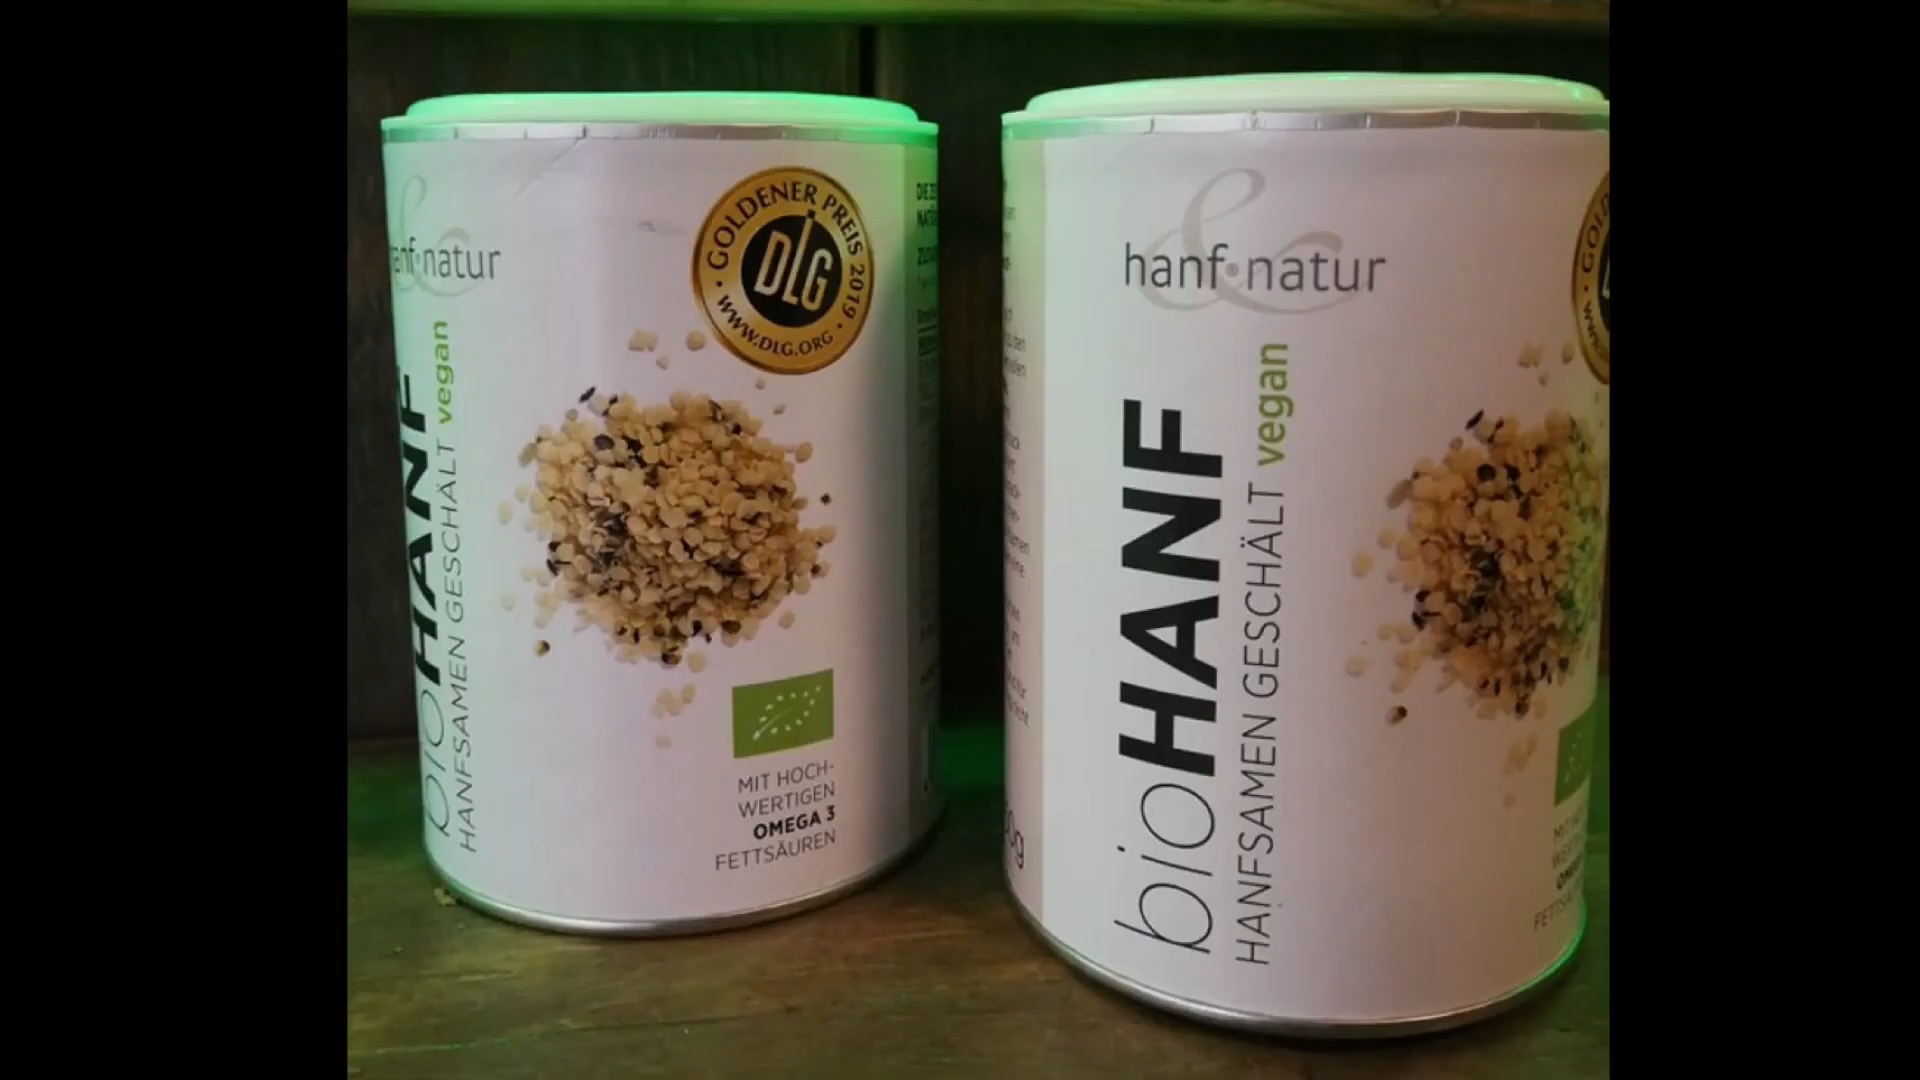 hanf·natur
GOLDENER PREIS 2019
DLG
WWW.DLG.ORG
bioHANF
HANFSAMEN GESCHÄLT vegan
MIT HOCH-
WERTIGEN
OMEGA 3
FETTSÄUREN
DIE
hanf·natur
bioHANF
HANFSAMEN GESCHÄLT vegan